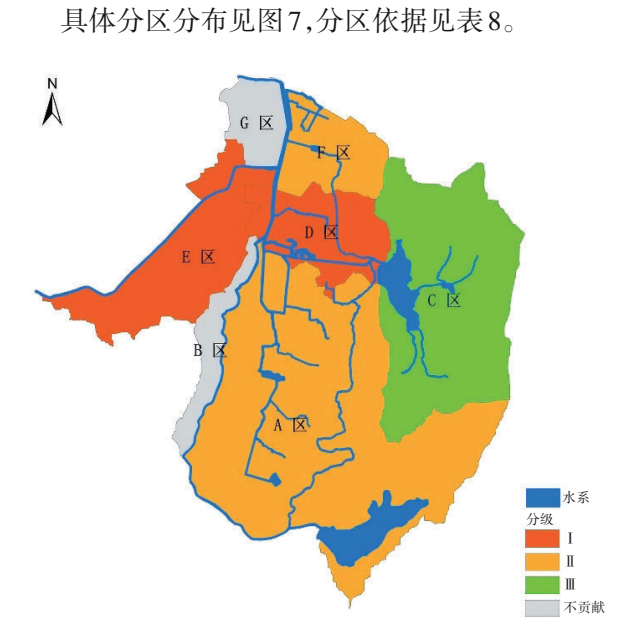 具体分区分布见图7,分区依据见表8。
N
G 区
F 区
D 区
E 区
C 区
B 区
A 区
水系
分级
Ⅰ
Ⅱ
Ⅲ
不贡献